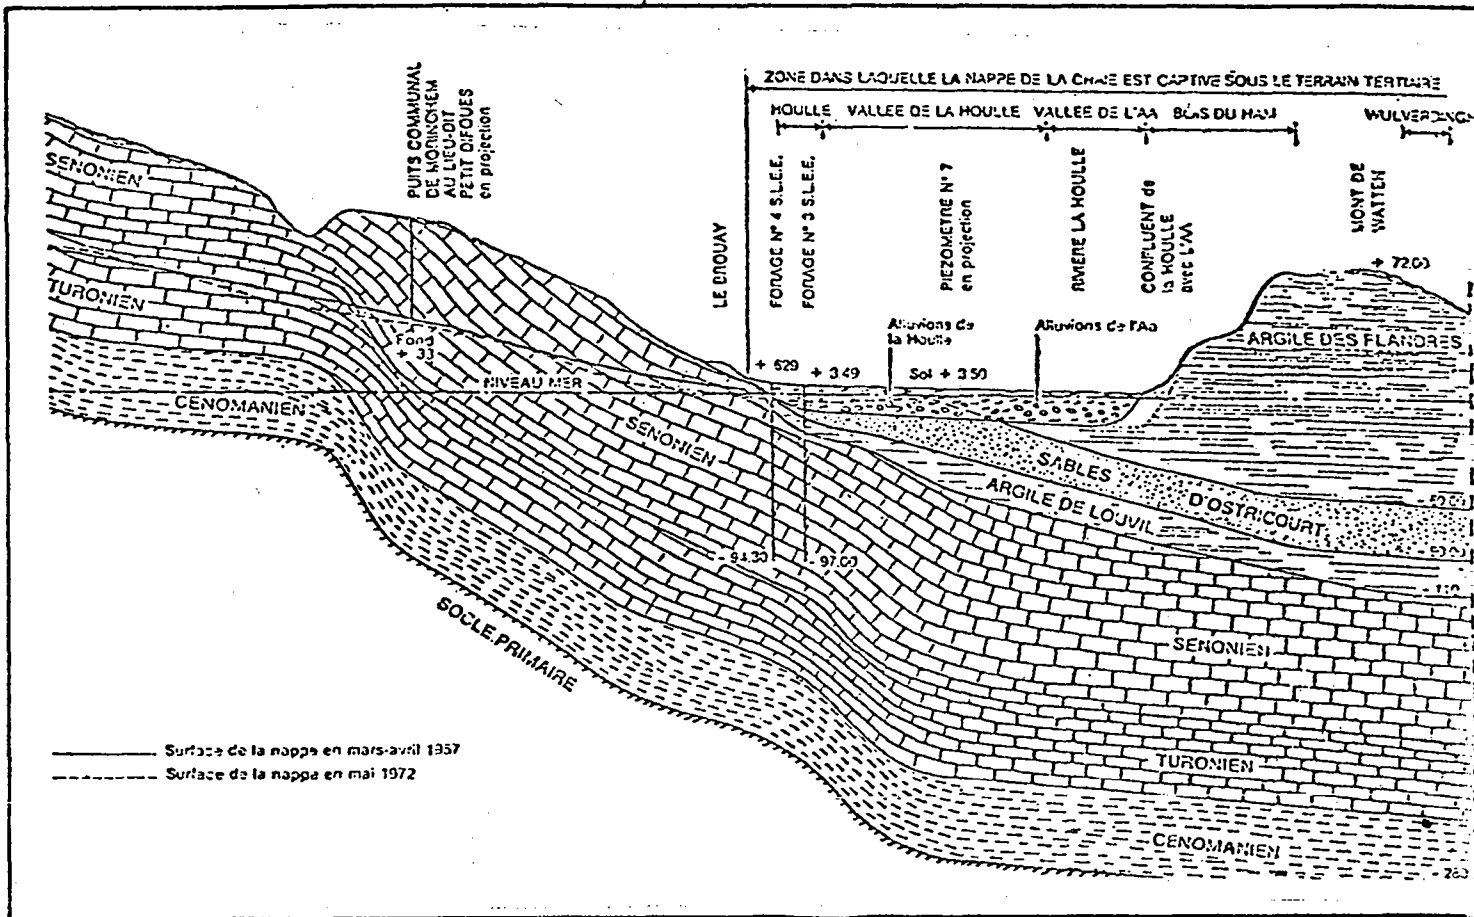 ZONE DANS LAQUELLE LA NAPPE DE LA CRAIE EST CAPTIVE SOUS LE TERRAIN TERTIAIRE
HOULLE
VALLEE DE LA HOULLE
VALLEE DE L'AA
BOIS DU HAM
PUITS COMMUNAL
DE MORINGHEM
AU LIEU-DIT
PETIT DIFOUES
en projection
LE BROUAY
FORAGE N° 4 S.L.E.E.
FORAGE N° 3 S.L.E.E.
PIEZOMETRE N° 7
en projection
RIVIERE LA HOULLE
CONFLUENT de
la HOULLE
avec L'AA
MONT DE
WATTEN
+ 72.00
SENONIEN
TURONIEN
CENOMANIEN
Fond
+ 33
NIVEAU MER
+ 629
+ 3.49
Sol + 3.50
Alluvions de
la Houlle
Alluvions de l'Aa
ARGILE DES FLANDRES
SENONIEN
SABLES D'OSTRICOURT
ARGILE DE LOUVIL
- 94.30
- 97.00
SOCLE PRIMAIRE
SENONIEN
TURONIEN
CENOMANIEN
Surface de la nappe en mars-avril 1957
Surface de la nappe en mai 1972